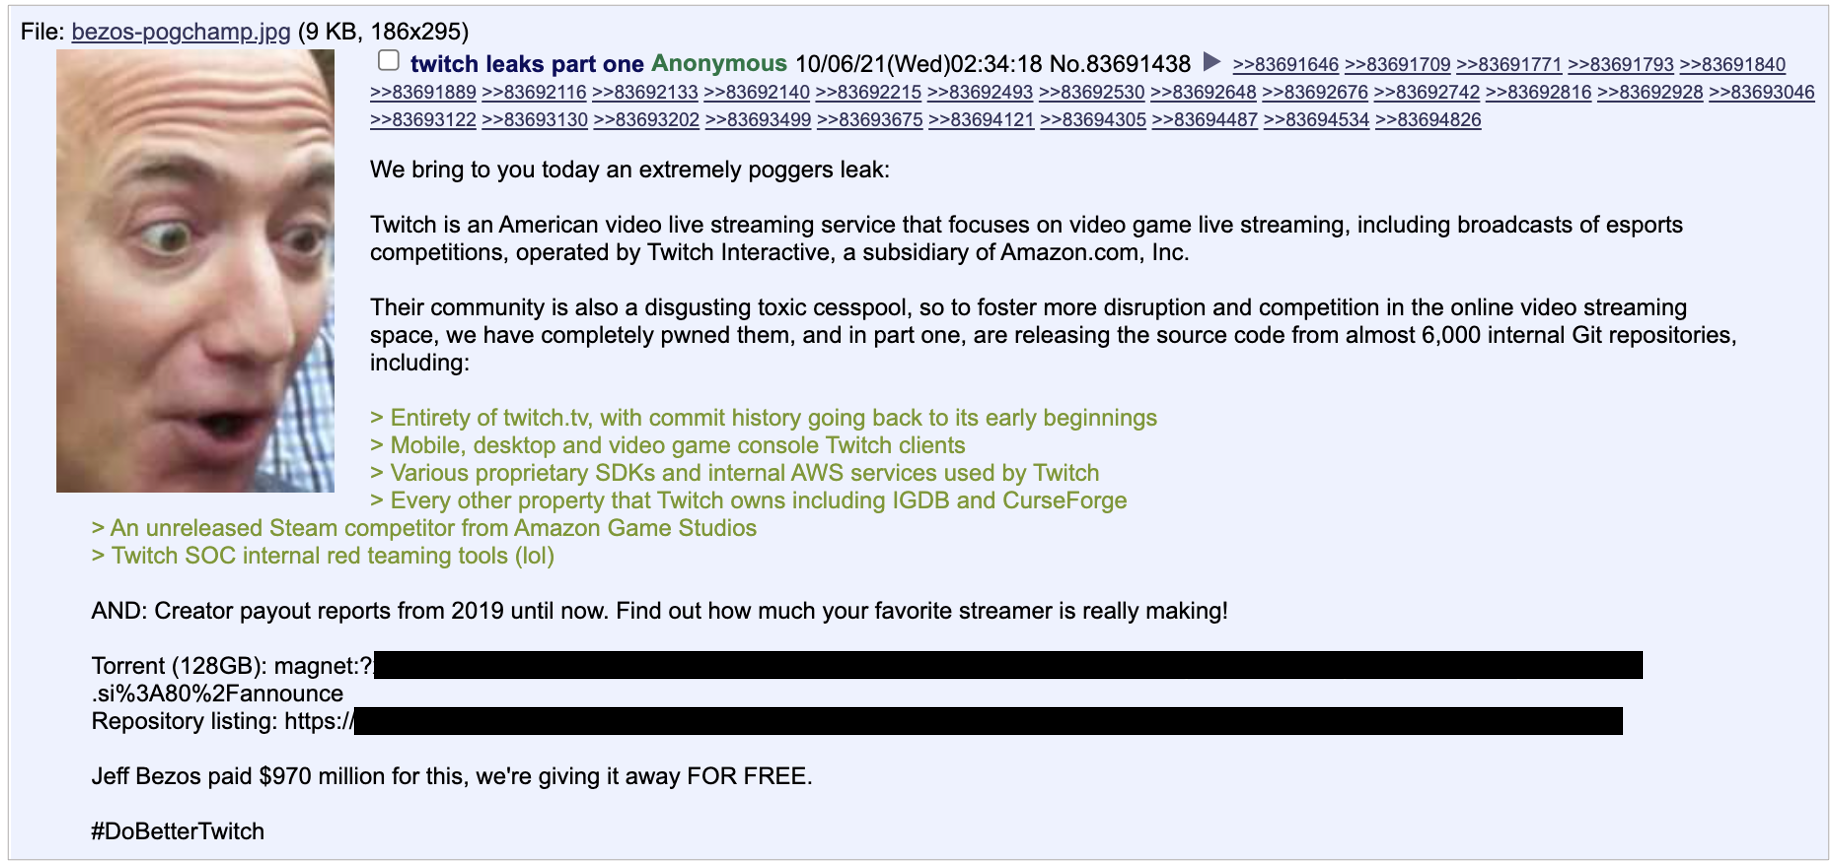 File: bezos-pogchamp.jpg (9 KB, 186x295)
twitch leaks part one Anonymous 10/06/21(Wed)02:34:18 No.83691438 ▶ >>83691646 >>83691709 >>83691771 >>83691793 >>83691840
>>83691889 >>83692116 >>83692133 >>83692140 >>83692215 >>83692493 >>83692530 >>83692648 >>83692676 >>83692742 >>83692816 >>83692928 >>83693046
>>83693122 >>83693130 >>83693202 >>83693499 >>83693675 >>83694121 >>83694305 >>83694487 >>83694534 >>83694826
We bring to you today an extremely poggers leak:
Twitch is an American video live streaming service that focuses on video game live streaming, including broadcasts of esports
competitions, operated by Twitch Interactive, a subsidiary of Amazon.com, Inc.
Their community is also a disgusting toxic cesspool, so to foster more disruption and competition in the online video streaming
space, we have completely pwned them, and in part one, are releasing the source code from almost 6,000 internal Git repositories,
including:
> Entirety of twitch.tv, with commit history going back to its early beginnings
> Mobile, desktop and video game console Twitch clients
> Various proprietary SDKs and internal AWS services used by Twitch
> Every other property that Twitch owns including IGDB and CurseForge
> An unreleased Steam competitor from Amazon Game Studios
> Twitch SOC internal red teaming tools (lol)
AND: Creator payout reports from 2019 until now. Find out how much your favorite streamer is really making!
Torrent (128GB): magnet:?
.si%3A80%2Fannounce
Repository listing: https://
Jeff Bezos paid $970 million for this, we're giving it away FOR FREE.
#DoBetterTwitch